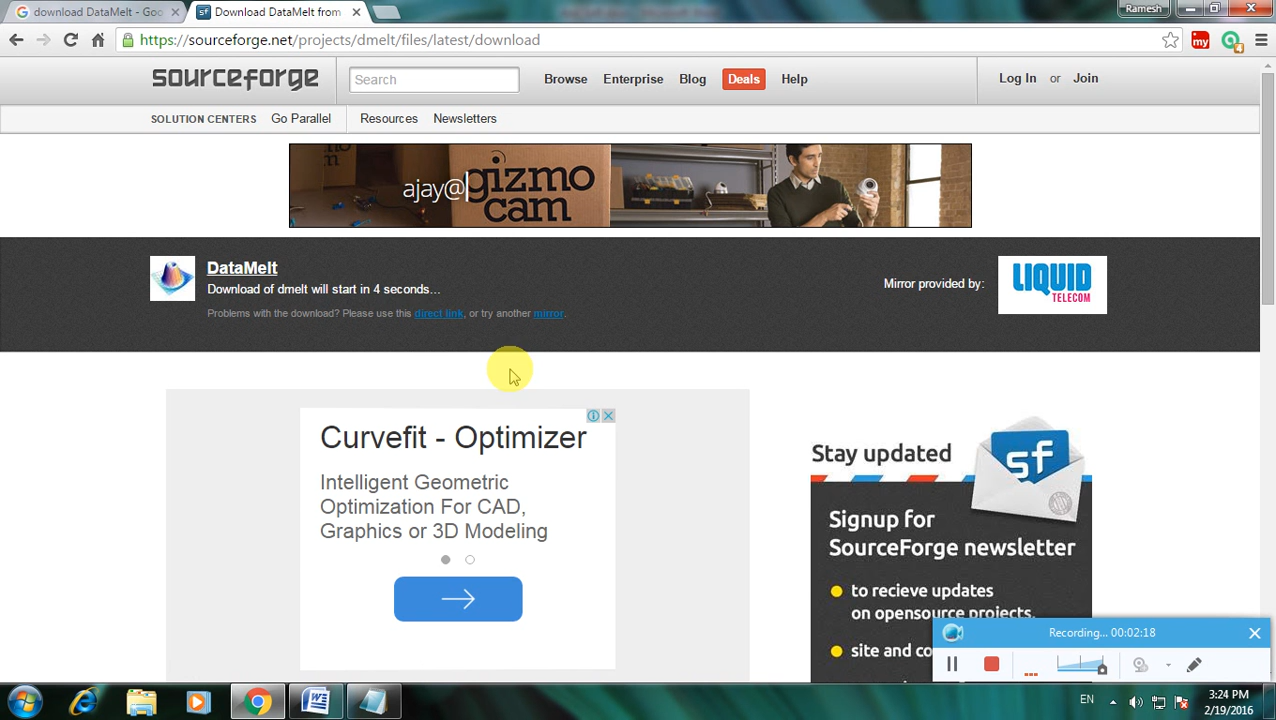 download DataMelt - Goo
Download DataMelt from
Ramesh
https://sourceforge.net/projects/dmelt/files/latest/download
my
4
sourceforge
Search
Browse
Enterprise
Blog
Deals
Help
Log In or Join
SOLUTION CENTERS
Go Parallel
Resources
Newsletters
ajay@gizmo
cam
DataMelt
Download of dmelt will start in 4 seconds...
Problems with the download? Please use this direct link, or try another mirror.
Mirror provided by:
LIQUID
TELECOM
Curvefit - Optimizer
Intelligent Geometric
Optimization For CAD,
Graphics or 3D Modeling
Stay updated
sf
Signup for
SourceForge newsletter
to recieve updates
on opensource projects,
site and co
Recording... 00:02:18
EN
3:24 PM
2/19/2016